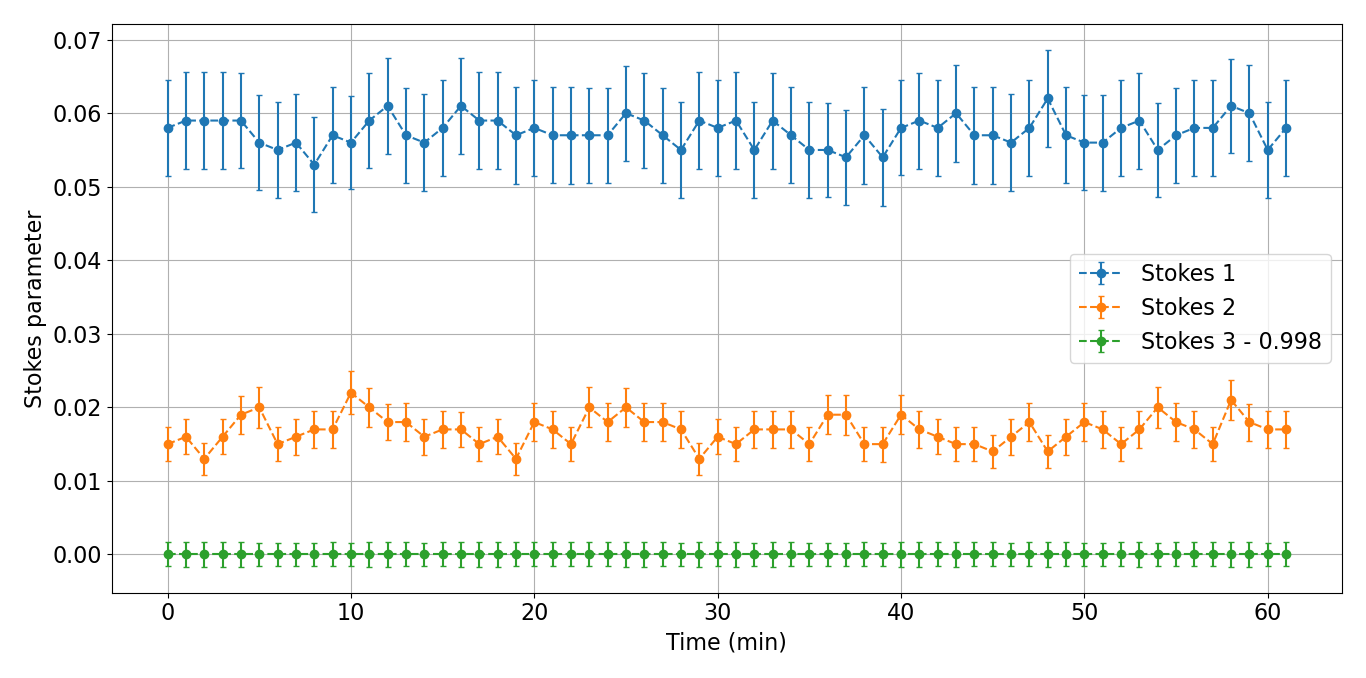 0.07
0.06
0.05
0.04
0.03
0.02
0.01
0.00
Stokes parameter
Stokes 1
Stokes 2
Stokes 3 - 0.998
0 10 20 30 40 50 60
Time (min)